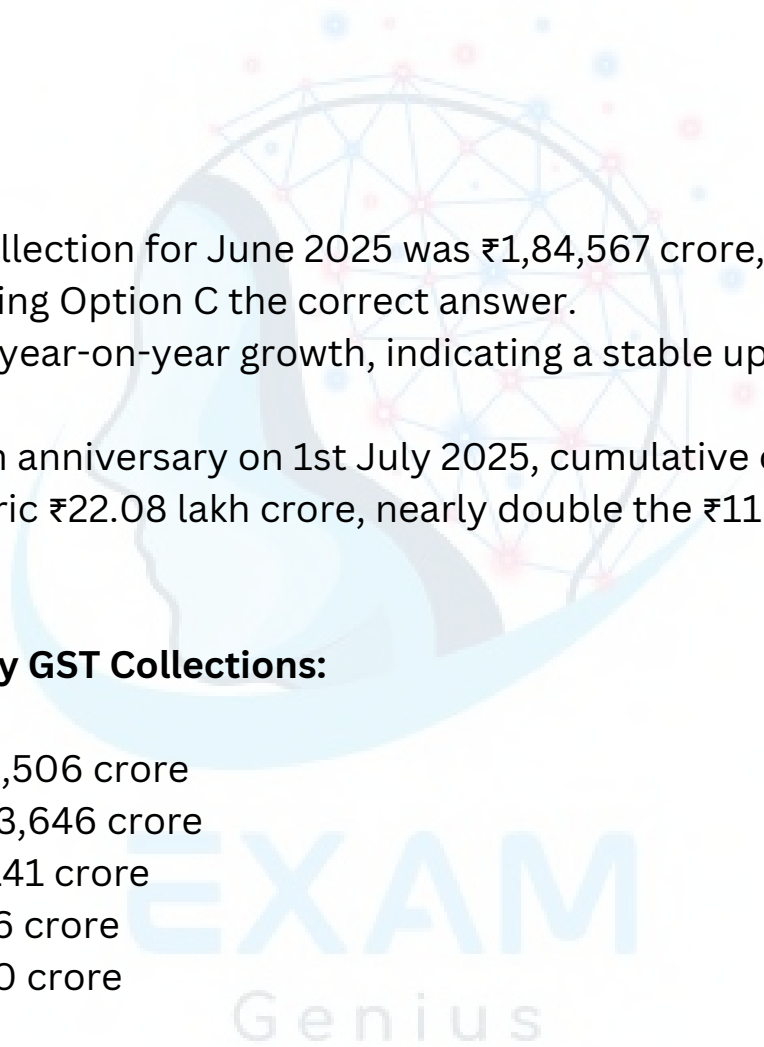 llection for June 2025 was ₹1,84,567 crore,
ing Option C the correct answer.
year-on-year growth, indicating a stable up
h anniversary on 1st July 2025, cumulative
ric ₹22.08 lakh crore, nearly double the ₹11
y GST Collections:
,506 crore
3,646 crore
141 crore
6 crore
0 crore
EXAM
Genius